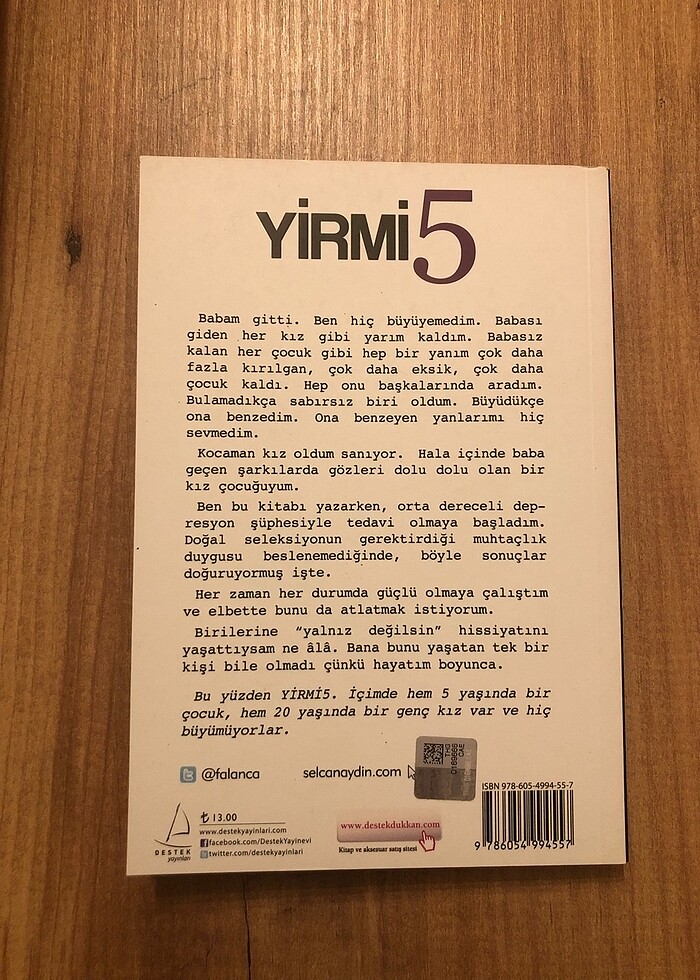 YİRMİ5
Babam gitti. Ben hiç büyüyemedim. Babası
giden her kız gibi yarım kaldım. Babasız
kalan her çocuk gibi hep bir yanım çok daha
fazla kırılgan, çok daha eksik, çok daha
çocuk kaldı. Hep onu başkalarında aradım.
Bulamadıkça sabırsız biri oldum. Büyüdükçe
ona benzedim. Ona benzeyen yanlarımı hiç
sevmedim.
Kocaman kız oldum sanıyor. Hala içinde baba
geçen şarkılarda gözleri dolu dolu olan bir
kız çocuğuyum.
Ben bu kitabı yazarken, orta dereceli dep-
resyon şüphesiyle tedavi olmaya başladım.
Doğal seleksiyonun gerektirdiği muhtaçlık
duygusu beslenemediğinde, böyle sonuçlar
doğuruyormuş işte.
Her zaman her durumda güçlü olmaya çalıştım
ve elbette bunu da atlatmak istiyorum.
Birilerine “yalnız değilsin” hissiyatını
yaşattıysam ne âlâ. Bana bunu yaşatan tek bir
kişi bile olmadı çünkü hayatım boyunca.
Bu yüzden YİRMİ5. İçimde hem 5 yaşında bir
çocuk, hem 20 yaşında bir genç kız var ve hiç
büyümüyorlar.
@falanca selcanaydin.com
ISBN 978-605-4994-55-7
₺ 13.00
www.destekyayinlari.com
facebook.com/DestekYayinevi
twitter.com/destekyayinlari
DESTEK
yayınları
www.destekdukkan.com
Kitap ve aksesuar satış sitesi
9 786054 994557